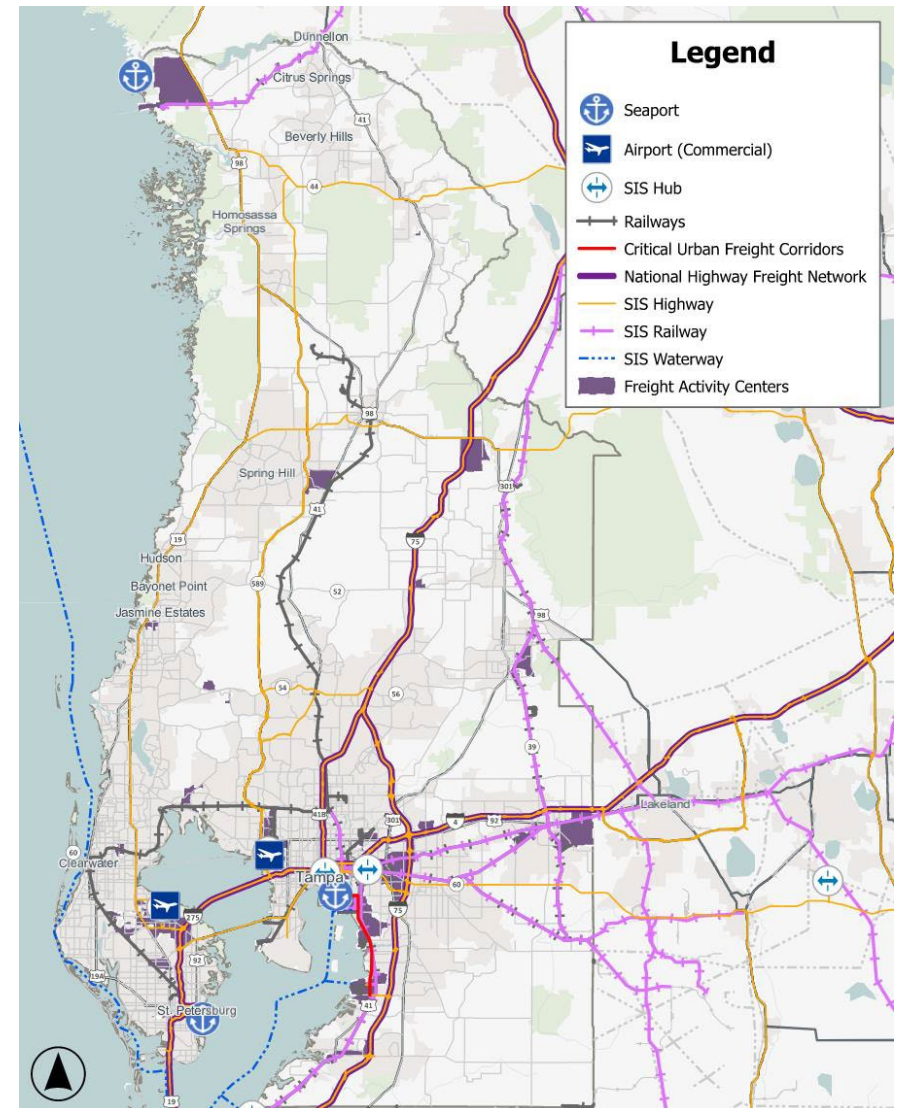 Legend
Seaport
Airport (Commercial)
SIS Hub
Railways
Critical Urban Freight Corridors
National Highway Freight Network
SIS Highway
SIS Railway
SIS Waterway
Freight Activity Centers
Dunnellon
Citrus Springs
41
Beverly Hills
98
44
Homosassa
Springs
98
Spring Hill
301
41
19
75
Hudson
589
52
Bayonet Point
Jasmine Estates
98
54
56
39
Lakeland
41B
301
4
92
60
Clearwater
Tampa
60
275
75
92
19A
St. Petersburg
41
19